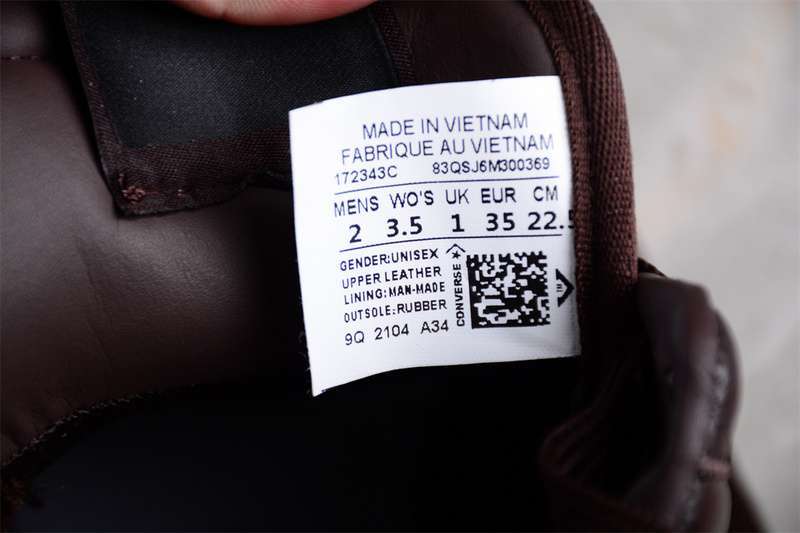 MADE IN VIETNAM
FABRIQUE AU VIETNAM
172343C 83QSJ6M300369
MENS WO'S UK EUR CM
2 3.5 1 35 22.5
GENDER:UNISEX
UPPER LEATHER
LINING:MAN-MADE
OUTSOLE:RUBBER
9Q 2104 A34
CONVERSE
TM